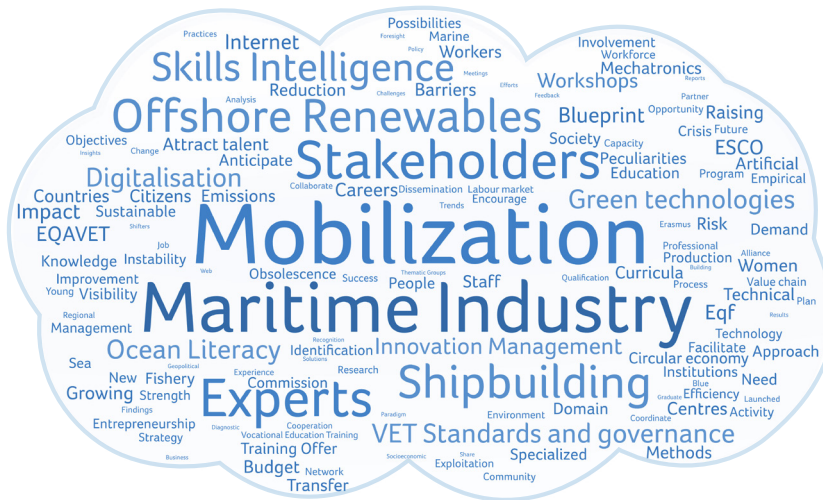 Possibilities
Practices
Foresight
Marine
Internet
Policy
Workers
Involvement
Workforce
Skills Intelligence
Meetings
Mechatronics
Reports
Reduction
Challenges
Barriers
Efforts
Workshops
Analysis
Feedback
Partner
Offshore Renewables
Blueprint
Opportunity
Raising
Objectives
Change
Attract talent
Society
Capacity
Crisis
Future
Insights
Anticipate
Stakeholders
Peculiarities
ESCO
Education
Program
Artificial
Empirical
Digitalisation
Collaborate
Careers
Dissemination
Labour market
Encourage
Countries
Citizens
Emissions
Green technologies
Impact
Sustainable
Trends
EQAVET
Shifters
Mobilization
Erasmus
Risk
Demand
Job
Professional
Knowledge
Instability
Production
Alliance
Web
Building
Women
Improvement
Obsolescence
Success
Thematic Groups
People
Staff
Qualification
Curricula
Process
Value chain
Young
Visibility
Technical
Plan
Regional
Maritime Industry
Eqf
Results
Management
Recognition
Technology
Ocean Literacy
Identification
Innovation Management
Facilitate
Approach
Solutions
Circular economy
Sea
Geopolitical
Experience
Research
Institutions
New
Fishery
Commission
Shipbuilding
Blue
Need
Growing
Strength
Experts
Graduate
Efficiency
Launched
Findings
Paradigm
Environment
Domain
Centres
Activity
Entrepreneurship
Diagnostic
Cooperation
Coordinate
Strategy
Vocational Education Training
VET Standards and governance
Training Offer
Business
Socioeconomic
Share
Specialized
Methods
Budget
Network
Exploitation
Transfer
Community